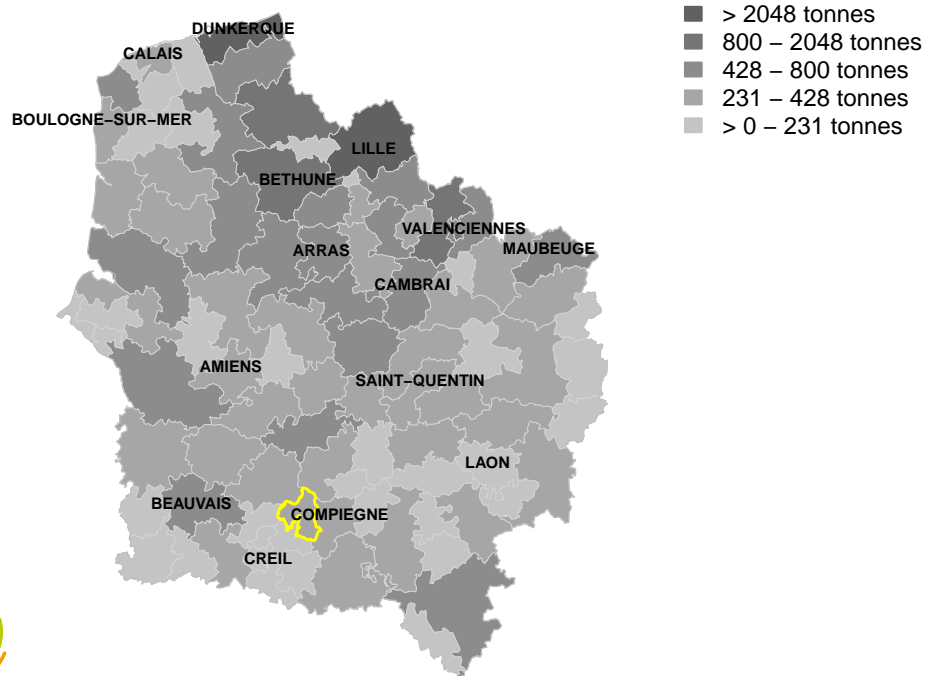 > 2048 tonnes
800 – 2048 tonnes
428 – 800 tonnes
231 – 428 tonnes
> 0 – 231 tonnes
DUNKERQUE
CALAIS
BOULOGNE–SUR–MER
LILLE
BETHUNE
VALENCIENNES
MAUBEUGE
ARRAS
CAMBRAI
AMIENS
SAINT–QUENTIN
LAON
BEAUVAIS
COMPIEGNE
CREIL